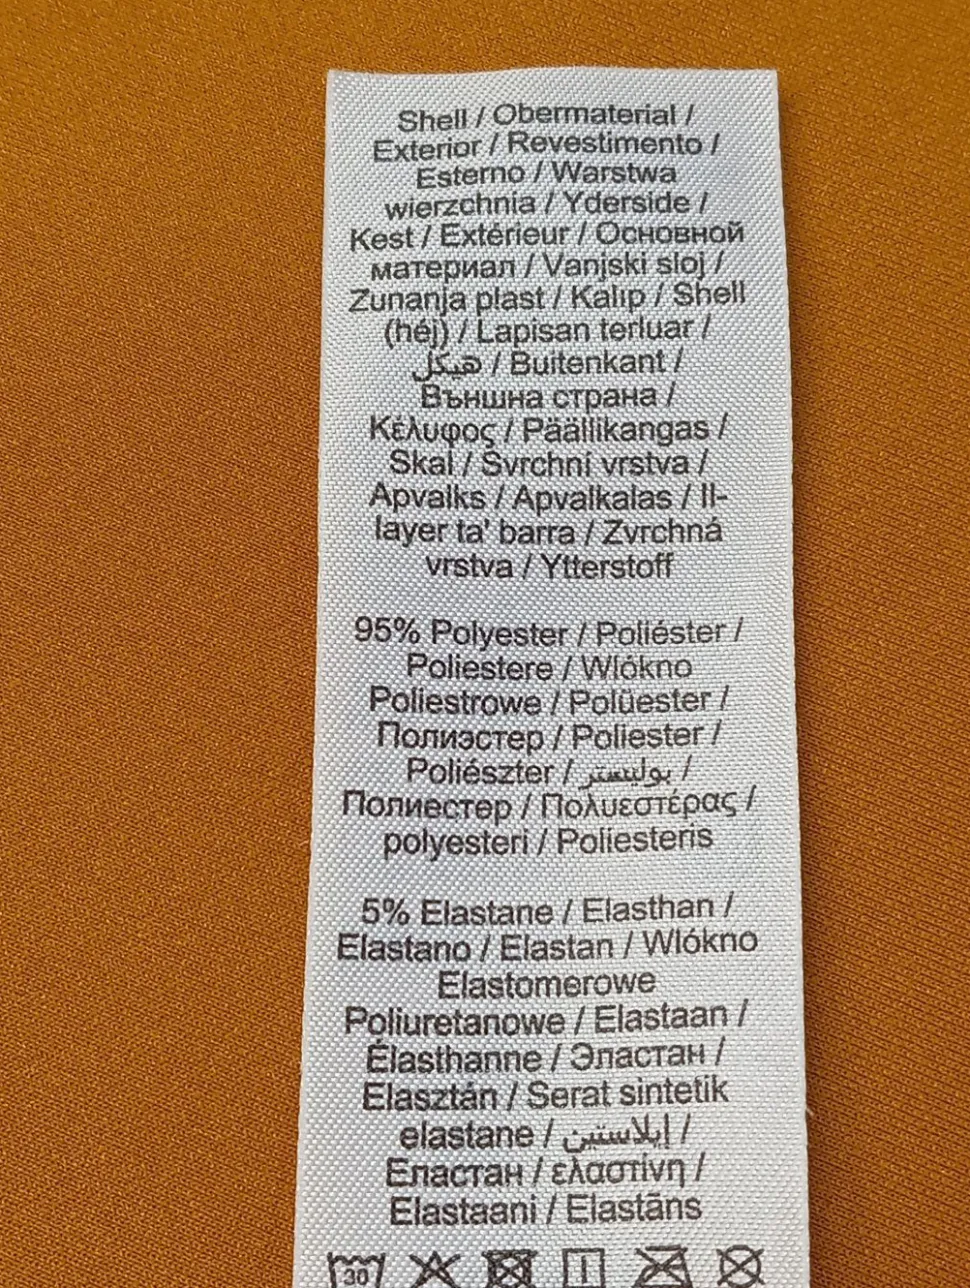 Shell / Obermaterial /
Exterior / Revestimento /
Esterno / Warstwa
wierzchnia / Yderside /
Kest / Extérieur / Основной
материал / Vanjski sloj /
Zunanja plast / Kalıp / Shell
(héj) / Lapisan terluar /
هيكل / Buitenkant /
Външна страна /
Κέλυφος / Päällikangas /
Skal / Svrchní vrstva /
Apvalks / Apvalkalas / Il-
layer ta' barra / Zvrchná
vrstva / Ytterstoff
95% Polyester / Poliéster /
Poliestere / Wlókno
Poliestrowe / Polüester /
Полиэстер / Poliester /
Poliészter / بوليستر /
Полиестер / Πολυεστέρας /
polyesteri / Poliesteris
5% Elastane / Elasthan /
Elastano / Elastan / Wlókno
Elastomerowe
Poliuretanowe / Elastaan /
Élasthanne / Эластан /
Elasztán / Serat sintetik
elastane / إيلاستين /
Еластан / ελαστίνη /
Elastaani / Elastāns
30